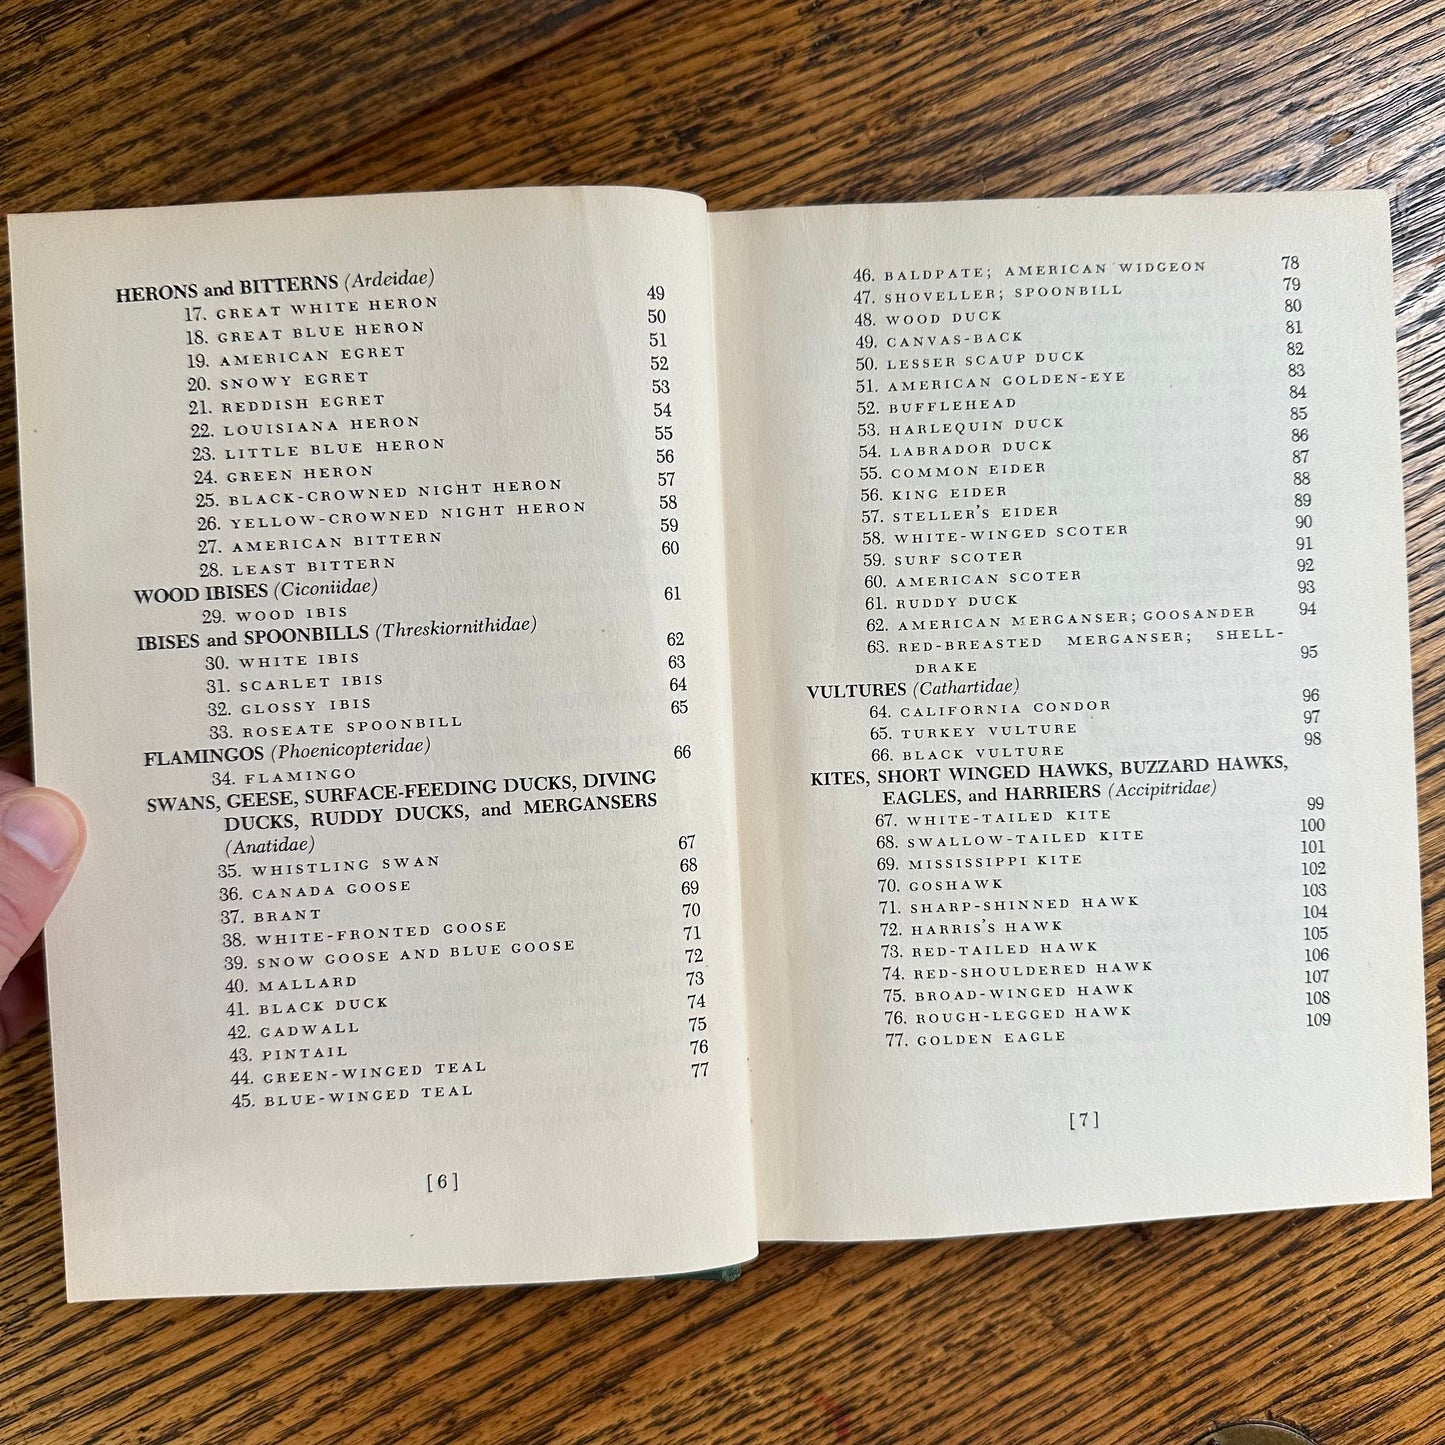 HERONS and BITTERNS (Ardeidae)
17. GREAT WHITE HERON 49
18. GREAT BLUE HERON 50
19. AMERICAN EGRET 51
20. SNOWY EGRET 52
21. REDDISH EGRET 53
22. LOUISIANA HERON 54
23. LITTLE BLUE HERON 55
24. GREEN HERON 56
25. BLACK-CROWNED NIGHT HERON 57
26. YELLOW-CROWNED NIGHT HERON 58
27. AMERICAN BITTERN 59
28. LEAST BITTERN 60
WOOD IBISES (Ciconiidae)
29. WOOD IBIS 61
IBISES and SPOONBILLS (Threskiornithidae)
30. WHITE IBIS 62
31. SCARLET IBIS 63
32. GLOSSY IBIS 64
33. ROSEATE SPOONBILL 65
FLAMINGOS (Phoenicopteridae)
34. FLAMINGO 66
SWANS, GEESE, SURFACE-FEEDING DUCKS, DIVING
DUCKS, RUDDY DUCKS, and MERGANSERS
(Anatidae)
35. WHISTLING SWAN 67
36. CANADA GOOSE 68
37. BRANT 69
38. WHITE-FRONTED GOOSE 70
39. SNOW GOOSE AND BLUE GOOSE 71
40. MALLARD 72
41. BLACK DUCK 73
42. GADWALL 74
43. PINTAIL 75
44. GREEN-WINGED TEAL 76
45. BLUE-WINGED TEAL 77
[6]
46. BALDPATE; AMERICAN WIDGEON 78
47. SHOVELLER; SPOONBILL 79
48. WOOD DUCK 80
49. CANVAS-BACK 81
50. LESSER SCAUP DUCK 82
51. AMERICAN GOLDEN-EYE 83
52. BUFFLEHEAD 84
53. HARLEQUIN DUCK 85
54. LABRADOR DUCK 86
55. COMMON EIDER 87
56. KING EIDER 88
57. STELLER'S EIDER 89
58. WHITE-WINGED SCOTER 90
59. SURF SCOTER 91
60. AMERICAN SCOTER 92
61. RUDDY DUCK 93
62. AMERICAN MERGANSER; GOOSANDER 94
63. RED-BREASTED MERGANSER; SHELL-
DRAKE 95
VULTURES (Cathartidae)
64. CALIFORNIA CONDOR 96
65. TURKEY VULTURE 97
66. BLACK VULTURE 98
KITES, SHORT WINGED HAWKS, BUZZARD HAWKS,
EAGLES, and HARRIERS (Accipitridae)
67. WHITE-TAILED KITE 99
68. SWALLOW-TAILED KITE 100
69. MISSISSIPPI KITE 101
70. GOSHAWK 102
71. SHARP-SHINNED HAWK 103
72. HARRIS'S HAWK 104
73. RED-TAILED HAWK 105
74. RED-SHOULDERED HAWK 106
75. BROAD-WINGED HAWK 107
76. ROUGH-LEGGED HAWK 108
77. GOLDEN EAGLE 109
[7]